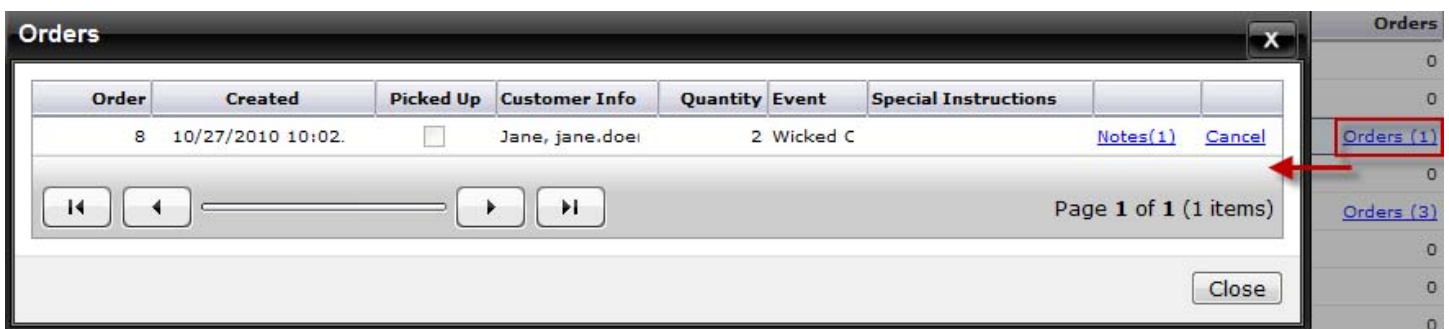 Orders
X
Orders
0
0
Order Created Picked Up Customer Info Quantity Event Special Instructions
8 10/27/2010 10:02. Jane, jane.doe 2 Wicked C Notes(1) Cancel
Orders (1)
0
Page 1 of 1 (1 items)
Orders (3)
0
Close
0
0